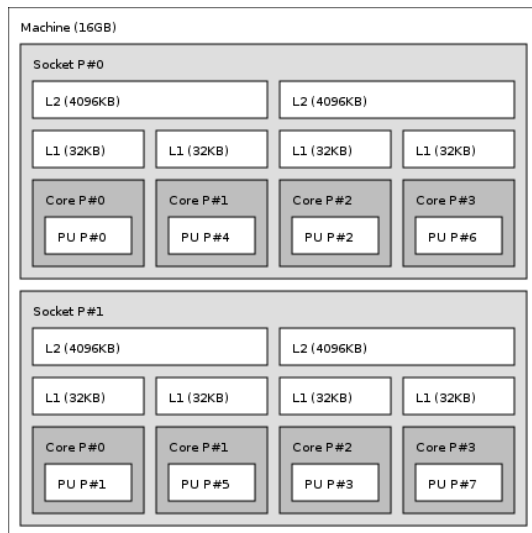 Machine (16GB)
Socket P#0
L2 (4096KB) L2 (4096KB)
L1 (32KB) L1 (32KB) L1 (32KB) L1 (32KB)
Core P#0 Core P#1 Core P#2 Core P#3
PU P#0 PU P#4 PU P#2 PU P#6
Socket P#1
L2 (4096KB) L2 (4096KB)
L1 (32KB) L1 (32KB) L1 (32KB) L1 (32KB)
Core P#0 Core P#1 Core P#2 Core P#3
PU P#1 PU P#5 PU P#3 PU P#7